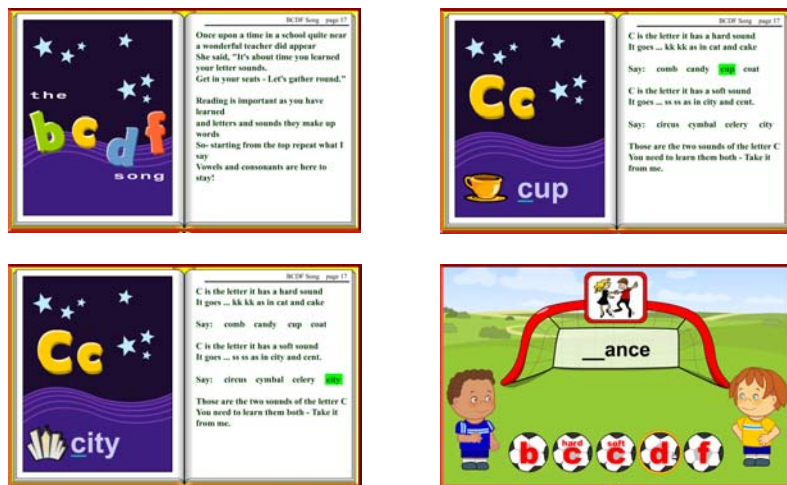 the
bcdf
song
BCDF Song page 17
Once upon a time in a school quite near
a wonderful teacher did appear
She said, "It's about time you learned
your letter sounds.
Get in your seats - Let's gather round."
Reading is important as you have
learned
and letters and sounds they make up
words
So- starting from the top repeat what I
say
Vowels and consonants are here to
stay!
Cc
cup
BCDF Song page 17
C is the letter it has a hard sound
It goes ... kk kk as in cat and cake
Say: comb candy cup coat
C is the letter it has a soft sound
It goes ... ss ss as in city and cent.
Say: circus cymbal celery city
Those are the two sounds of the letter C
You need to learn them both - Take it
from me.
Cc
city
BCDF Song page 17
C is the letter it has a hard sound
It goes ... kk kk as in cat and cake
Say: comb candy cup coat
C is the letter it has a soft sound
It goes ... ss ss as in city and cent.
Say: circus cymbal celery city
Those are the two sounds of the letter C
You need to learn them both - Take it
from me.
__ance
b hard c soft c d f